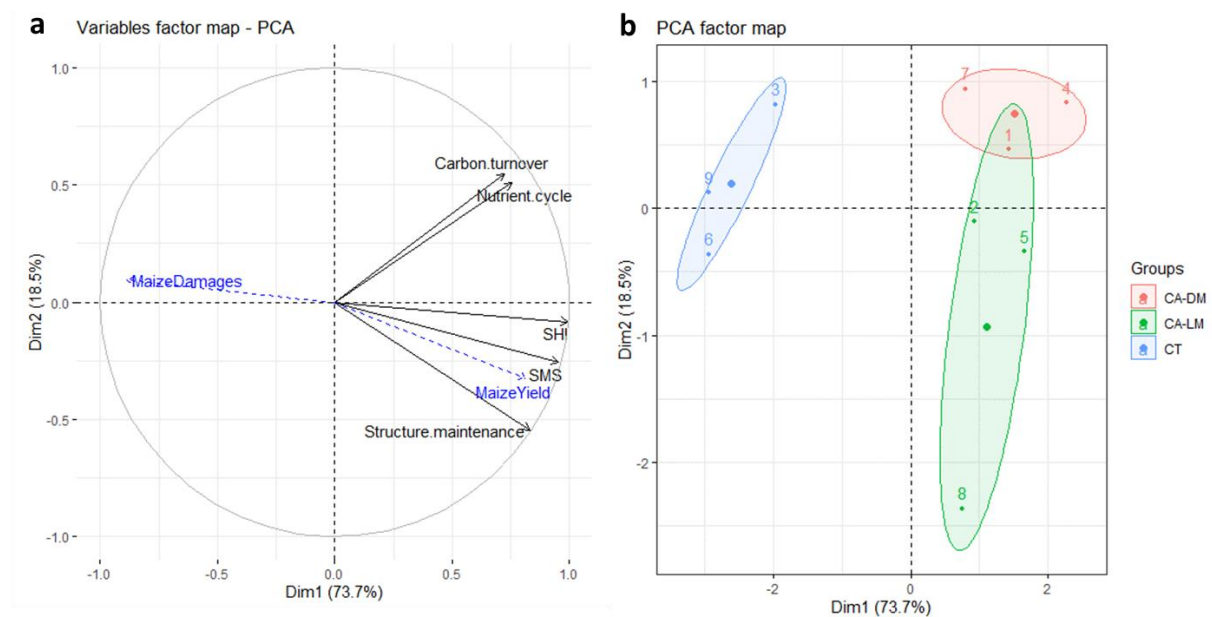 a
Variables factor map - PCA
1.0
0.5
0.0
-0.5
-1.0
Dim2 (18.5%)
Carbon.turnover
Nutrient.cycle
MaizeDamages
SHI
SMS
MaizeYield
Structure.maintenance
-1.0 -0.5 0.0 0.5 1.0
Dim1 (73.7%)
b
PCA factor map
1
0
-1
-2
Dim2 (18.5%)
7
4
3
1
9
2
6
5
8
-2 0 2
Dim1 (73.7%)
Groups
CA-DM
CA-LM
CT